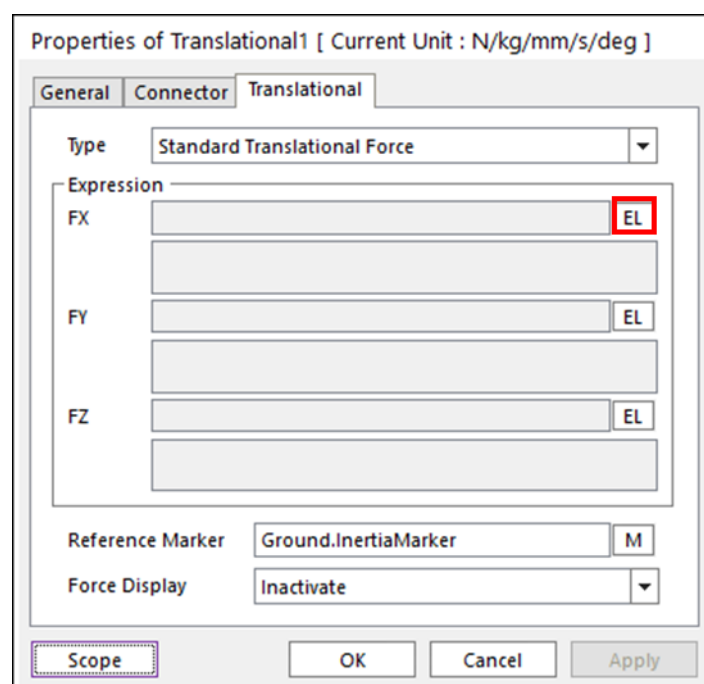 Properties of Translational1 [ Current Unit : N/kg/mm/s/deg ]
General Connector Translational
Type Standard Translational Force
Expression
FX EL
FY EL
FZ EL
Reference Marker Ground.InertiaMarker M
Force Display Inactivate
Scope OK Cancel Apply